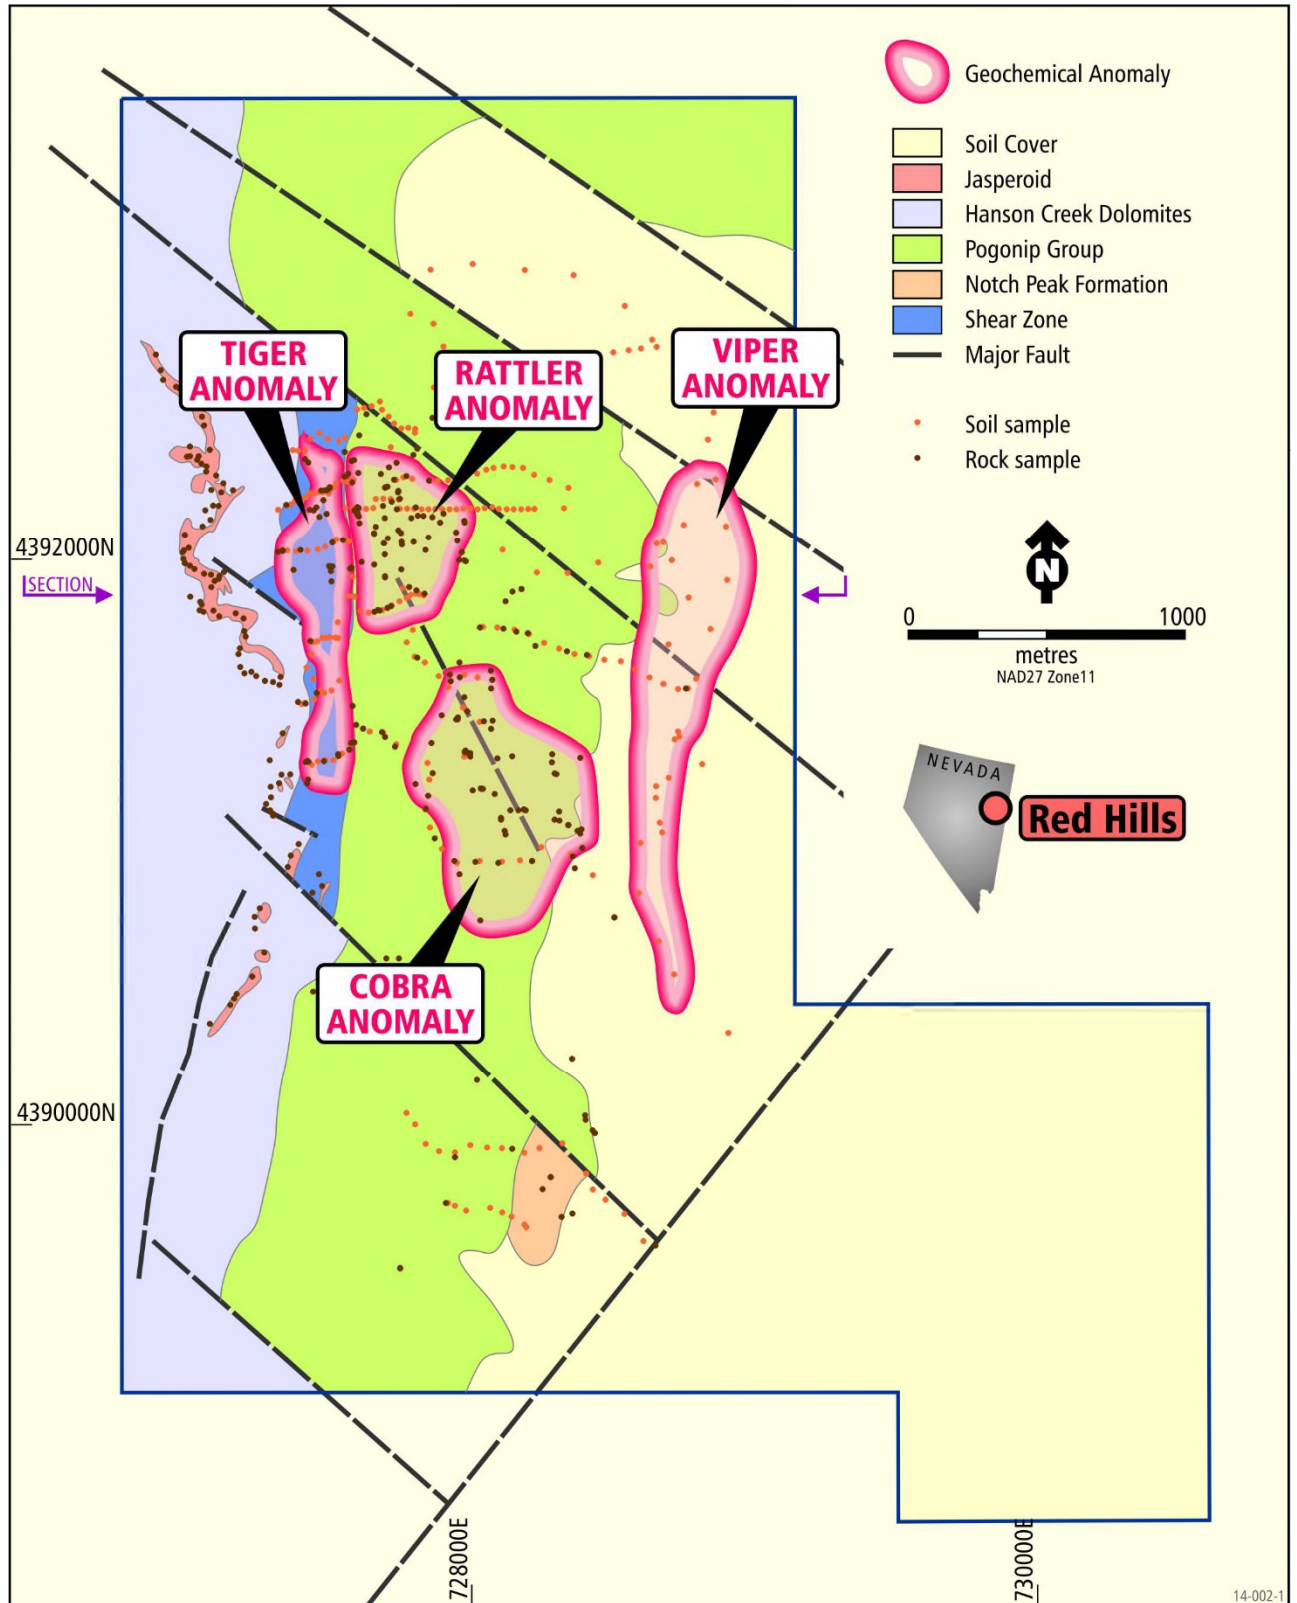 Geochemical Anomaly
Soil Cover
Jasperoid
Hanson Creek Dolomites
Pogonip Group
Notch Peak Formation
Shear Zone
Major Fault
Soil sample
Rock sample
TIGER
ANOMALY
RATTLER
ANOMALY
VIPER
ANOMALY
4392000N
SECTION
N
0 1000
metres
NAD27 Zone11
NEVADA
Red Hills
COBRA
ANOMALY
4390000N
728000E
730000E
14-002-1